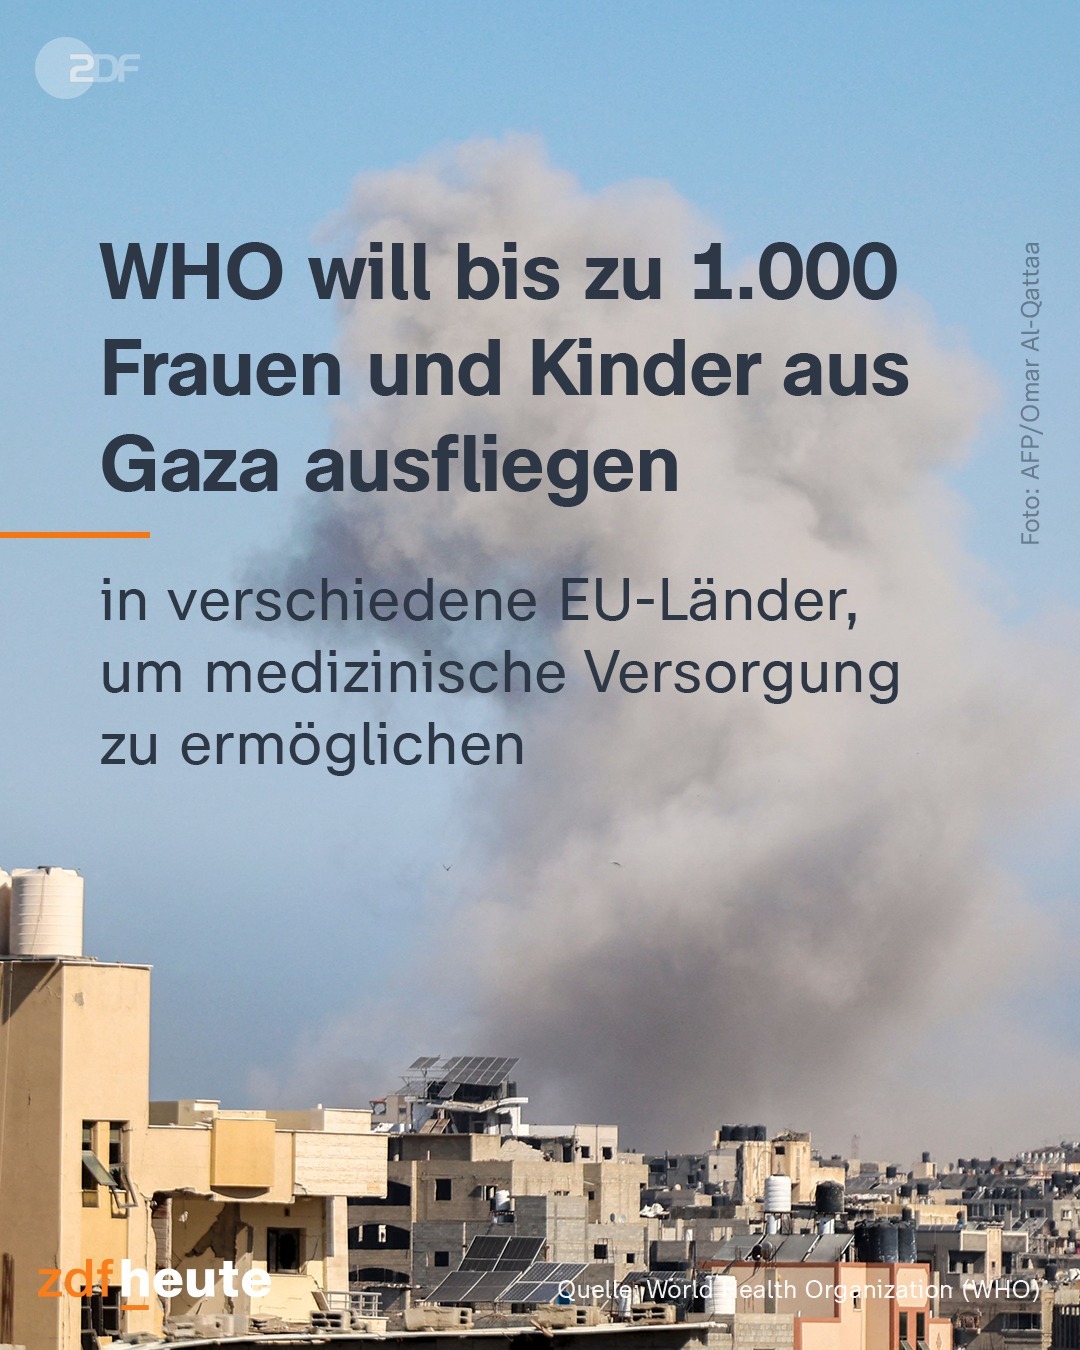 ZDF
WHO will bis zu 1.000
Frauen und Kinder aus
Gaza ausfliegen
in verschiedene EU-Länder,
um medizinische Versorgung
zu ermöglichen
Foto: AFP/Omar Al-Qattaa
zdfheute
Quelle: World Health Organization (WHO)